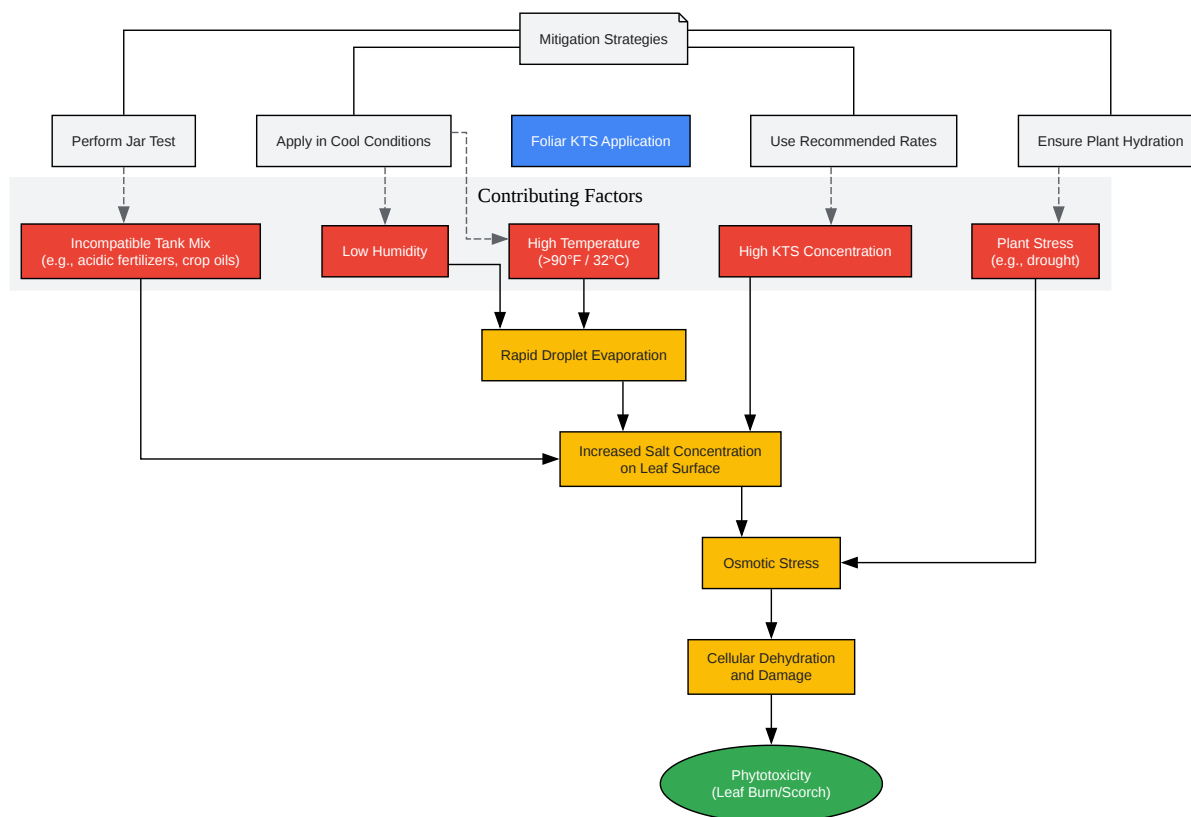 Mitigation Strategies
Perform Jar Test
Apply in Cool Conditions
Foliar KTS Application
Use Recommended Rates
Ensure Plant Hydration
Contributing Factors
Incompatible Tank Mix
(e.g., acidic fertilizers, crop oils)
Low Humidity
High Temperature
(>90°F / 32°C)
High KTS Concentration
Plant Stress
(e.g., drought)
Rapid Droplet Evaporation
Increased Salt Concentration
on Leaf Surface
Osmotic Stress
Cellular Dehydration
and Damage
Phytotoxicity
(Leaf Burn/Scorch)